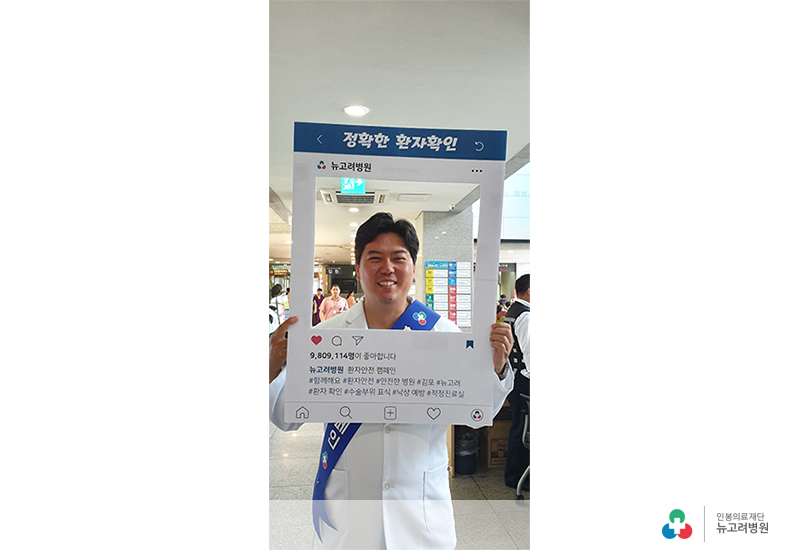 정확한 환자확인
뉴고려병원
9,809,114명이 좋아합니다
뉴고려병원 환자안전 캠페인
#함께해요 #환자안전 #안전한 병원 #김포 #뉴고려
#환자 확인 #수술부위 표식 #낙상 예방 #적정진료실
인봉의료재단
뉴고려병원